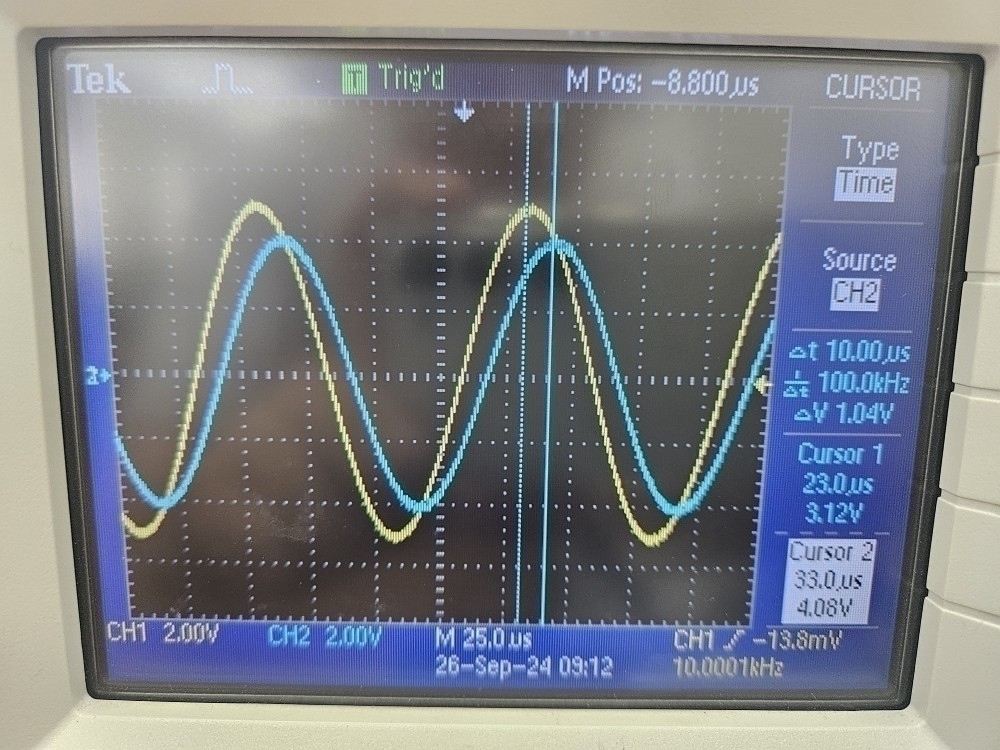 Tek Trig'd M Pos: -8.800µs CURSOR
Type
Time
Source
CH2
2
Δt 10.00µs
1/Δt 100.0kHz
ΔV 1.04V
Cursor 1
23.0µs
3.12V
Cursor 2
33.0µs
4.08V
CH1 2.00V CH2 2.00V M 25.0µs CH1 -13.8mV
26-Sep-24 09:12 10.0001kHz